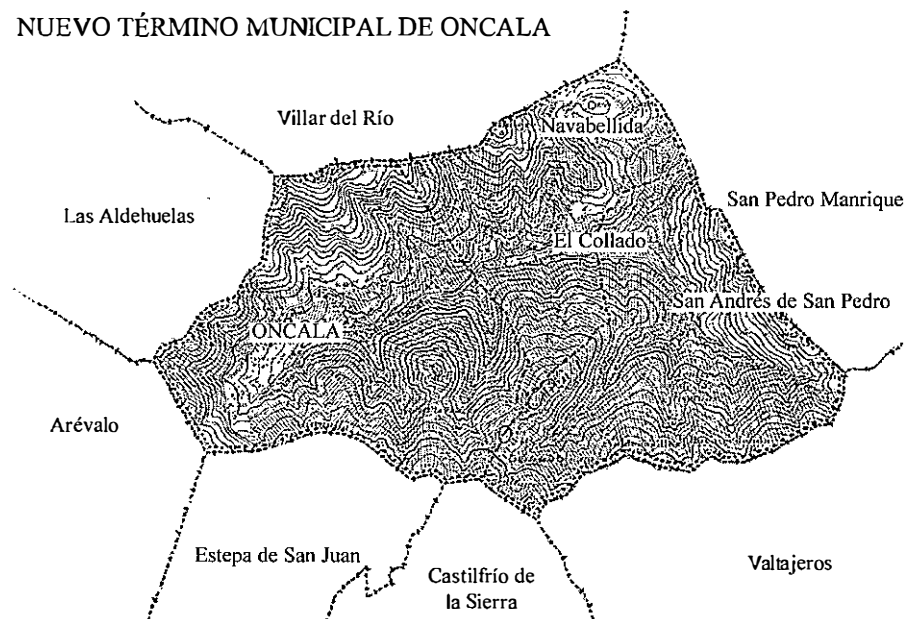 NUEVO TÉRMINO MUNICIPAL DE ONCALA
Villar del Río
Navabellida
Las Aldehuelas
San Pedro Manrique
El Collado
San Andrés de San Pedro
ONCALA
Arévalo
Estepa de San Juan
Castilfrío de
la Sierra
Valtajeros